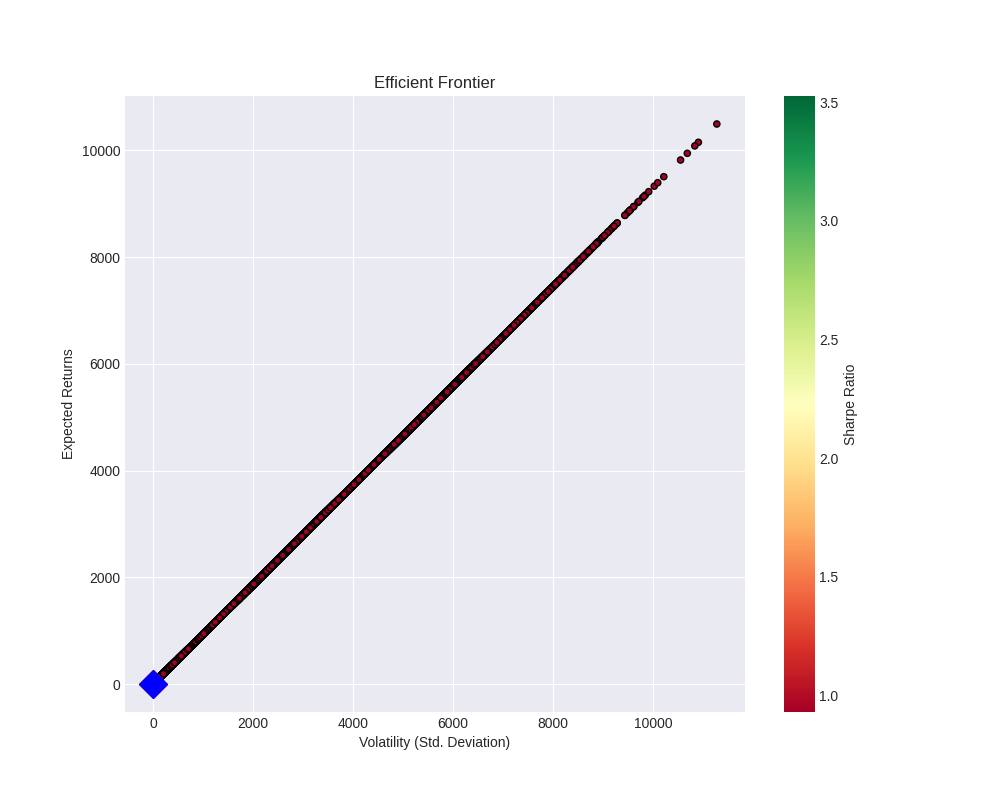 Efficient Frontier
10000
8000
6000
4000
2000
0
Expected Returns
0 2000 4000 6000 8000 10000
Volatility (Std. Deviation)
3.5
3.0
2.5
2.0
1.5
1.0
Sharpe Ratio